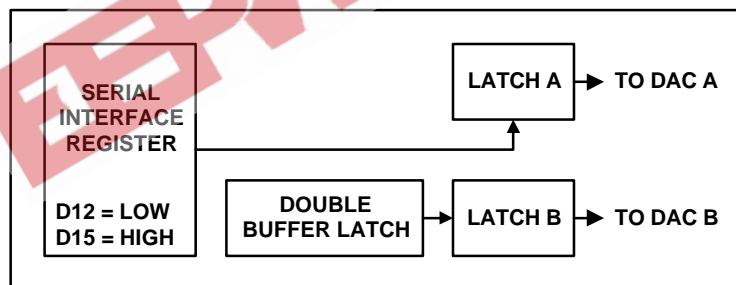 SERIAL
INTERFACE
REGISTER
D12 = LOW
D15 = HIGH
LATCH A
TO DAC A
DOUBLE
BUFFER LATCH
LATCH B
TO DAC B